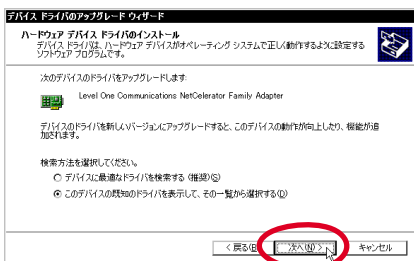 デバイス ドライバのアップグレード ウィザード
ハードウェア デバイス ドライバのインストール
デバイス ドライバは、ハードウェア デバイスがオペレーティング システムで正しく動作するように設定する
ソフトウェア プログラムです。
次のデバイスのドライバをアップグレードします:
Level One Communications NetCelerator Family Adapter
デバイスのドライバを新しいバージョンにアップグレードすると、このデバイスの動作が向上したり、機能が追
加されます。
検索方法を選択してください。
デバイスに最適なドライバを検索する (推奨)(S)
このデバイスの既知のドライバを表示して、その一覧から選択する(D)
< 戻る(B)
次へ(N) >
キャンセル